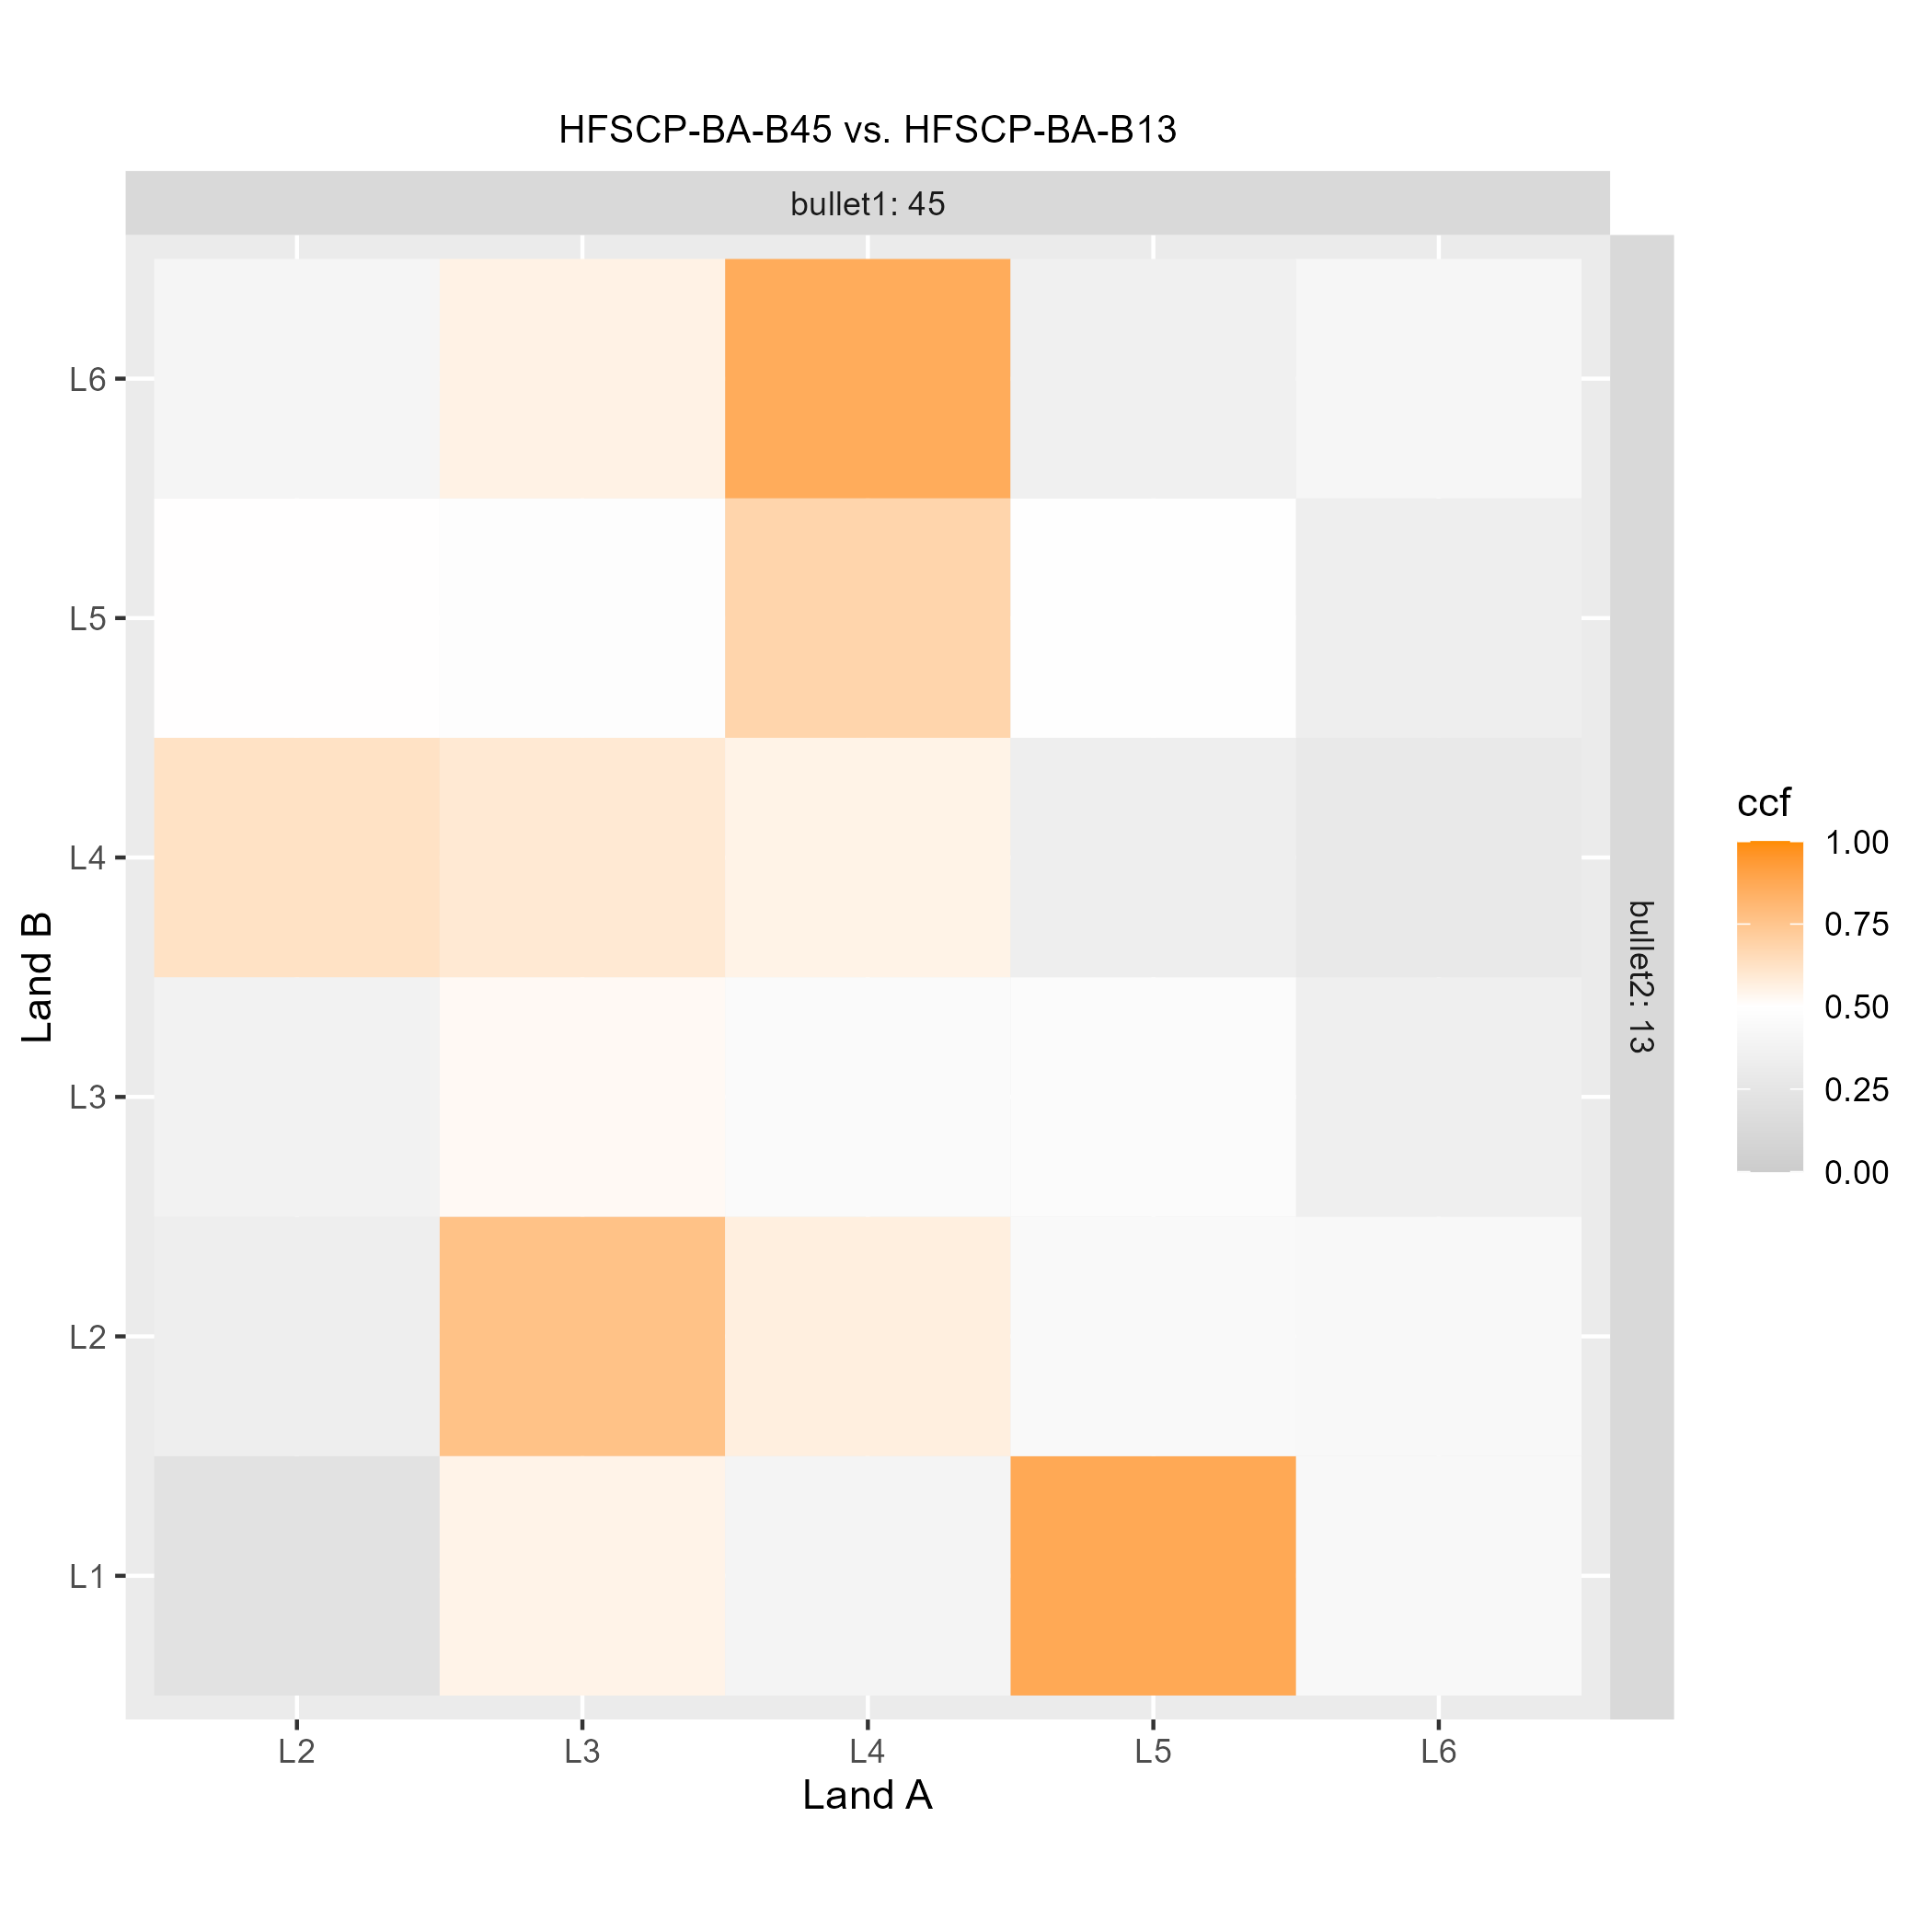 HFSCP-BA-B45 vs. HFSCP-BA-B13
bullet1: 45
L6
L5
L4
L3
L2
L1
Land B
bullet2: 13
ccf
1.00
0.75
0.50
0.25
0.00
L2
L3
L4
L5
L6
Land A